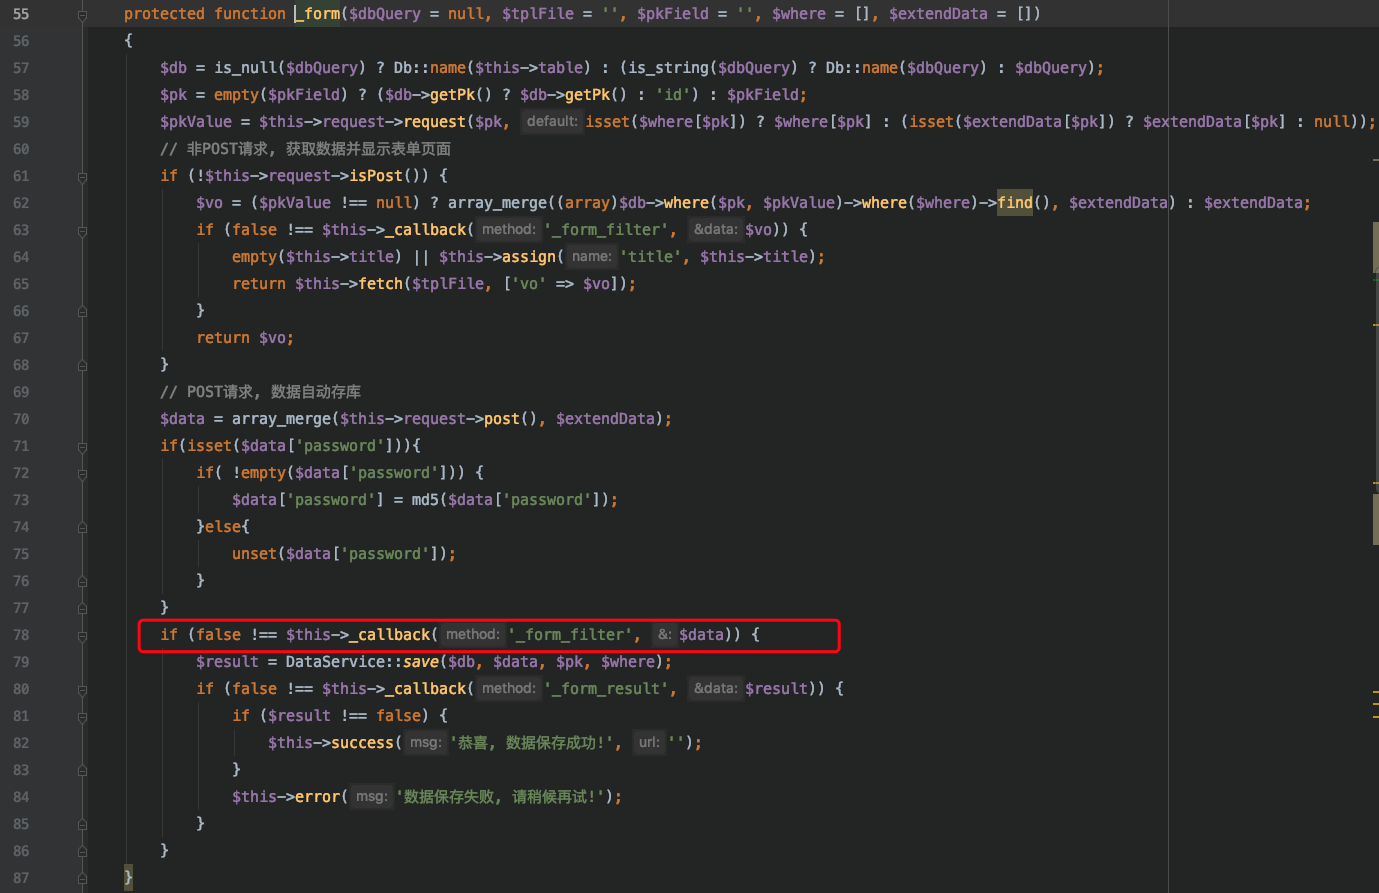 55 protected function _form($dbQuery = null, $tplFile = '', $pkField = '', $where = [], $extendData = [])
56 {
57 $db = is_null($dbQuery) ? Db::name($this->table) : (is_string($dbQuery) ? Db::name($dbQuery) : $dbQuery);
58 $pk = empty($pkField) ? ($db->getPk() ? $db->getPk() : 'id') : $pkField;
59 $pkValue = $this->request->request($pk, default: isset($where[$pk]) ? $where[$pk] : (isset($extendData[$pk]) ? $extendData[$pk] : null));
60 // 非POST请求, 获取数据并显示表单页面
61 if (!$this->request->isPost()) {
62 $vo = ($pkValue !== null) ? array_merge((array)$db->where($pk, $pkValue)->where($where)->find(), $extendData) : $extendData;
63 if (false !== $this->_callback( method: '_form_filter', &data: $vo)) {
64 empty($this->title) || $this->assign( name: 'title', $this->title);
65 return $this->fetch($tplFile, ['vo' => $vo]);
66 }
67 return $vo;
68 }
69 // POST请求, 数据自动存库
70 $data = array_merge($this->request->post(), $extendData);
71 if(isset($data['password'])){
72 if( !empty($data['password'])) {
73 $data['password'] = md5($data['password']);
74 }else{
75 unset($data['password']);
76 }
77 }
78 if (false !== $this->_callback( method: '_form_filter', &: $data)) {
79 $result = DataService::save($db, $data, $pk, $where);
80 if (false !== $this->_callback( method: '_form_result', &data: $result)) {
81 if ($result !== false) {
82 $this->success( msg: '恭喜, 数据保存成功!', url: '');
83 }
84 $this->error( msg: '数据保存失败, 请稍候再试!');
85 }
86 }
87 }